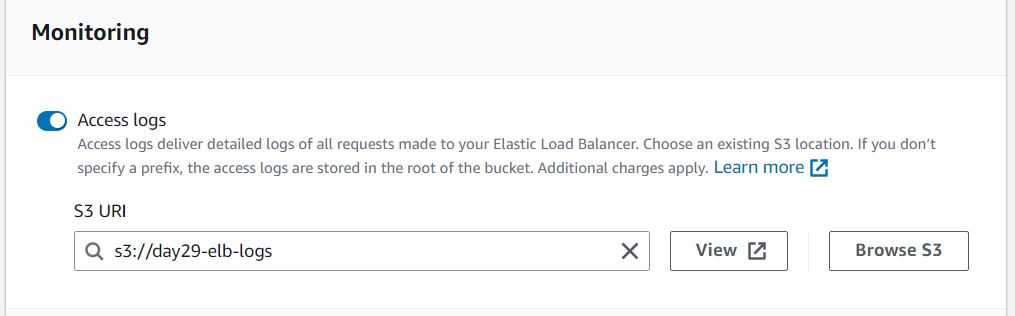 Monitoring
Access logs
Access logs deliver detailed logs of all requests made to your Elastic Load Balancer. Choose an existing S3 location. If you don’t
specify a prefix, the access logs are stored in the root of the bucket. Additional charges apply. Learn more
S3 URI
s3://day29-elb-logs
View
Browse S3